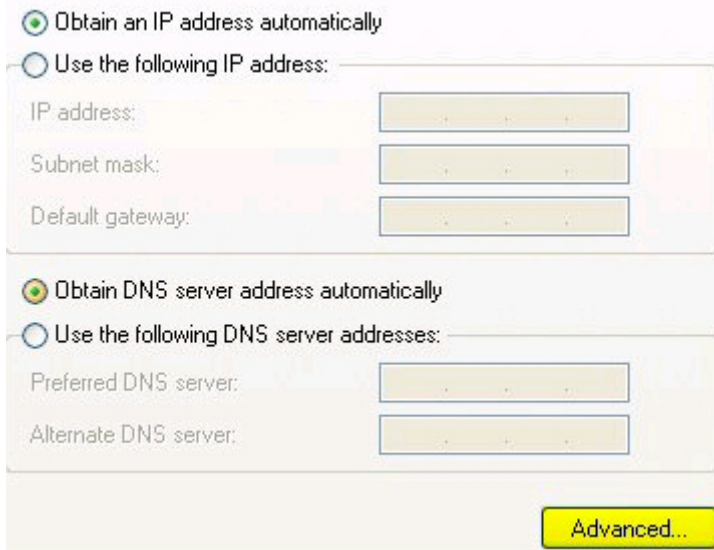 Obtain an IP address automatically
Use the following IP address:
IP address:
Subnet mask:
Default gateway:
Obtain DNS server address automatically
Use the following DNS server addresses:
Preferred DNS server:
Alternate DNS server:
Advanced...